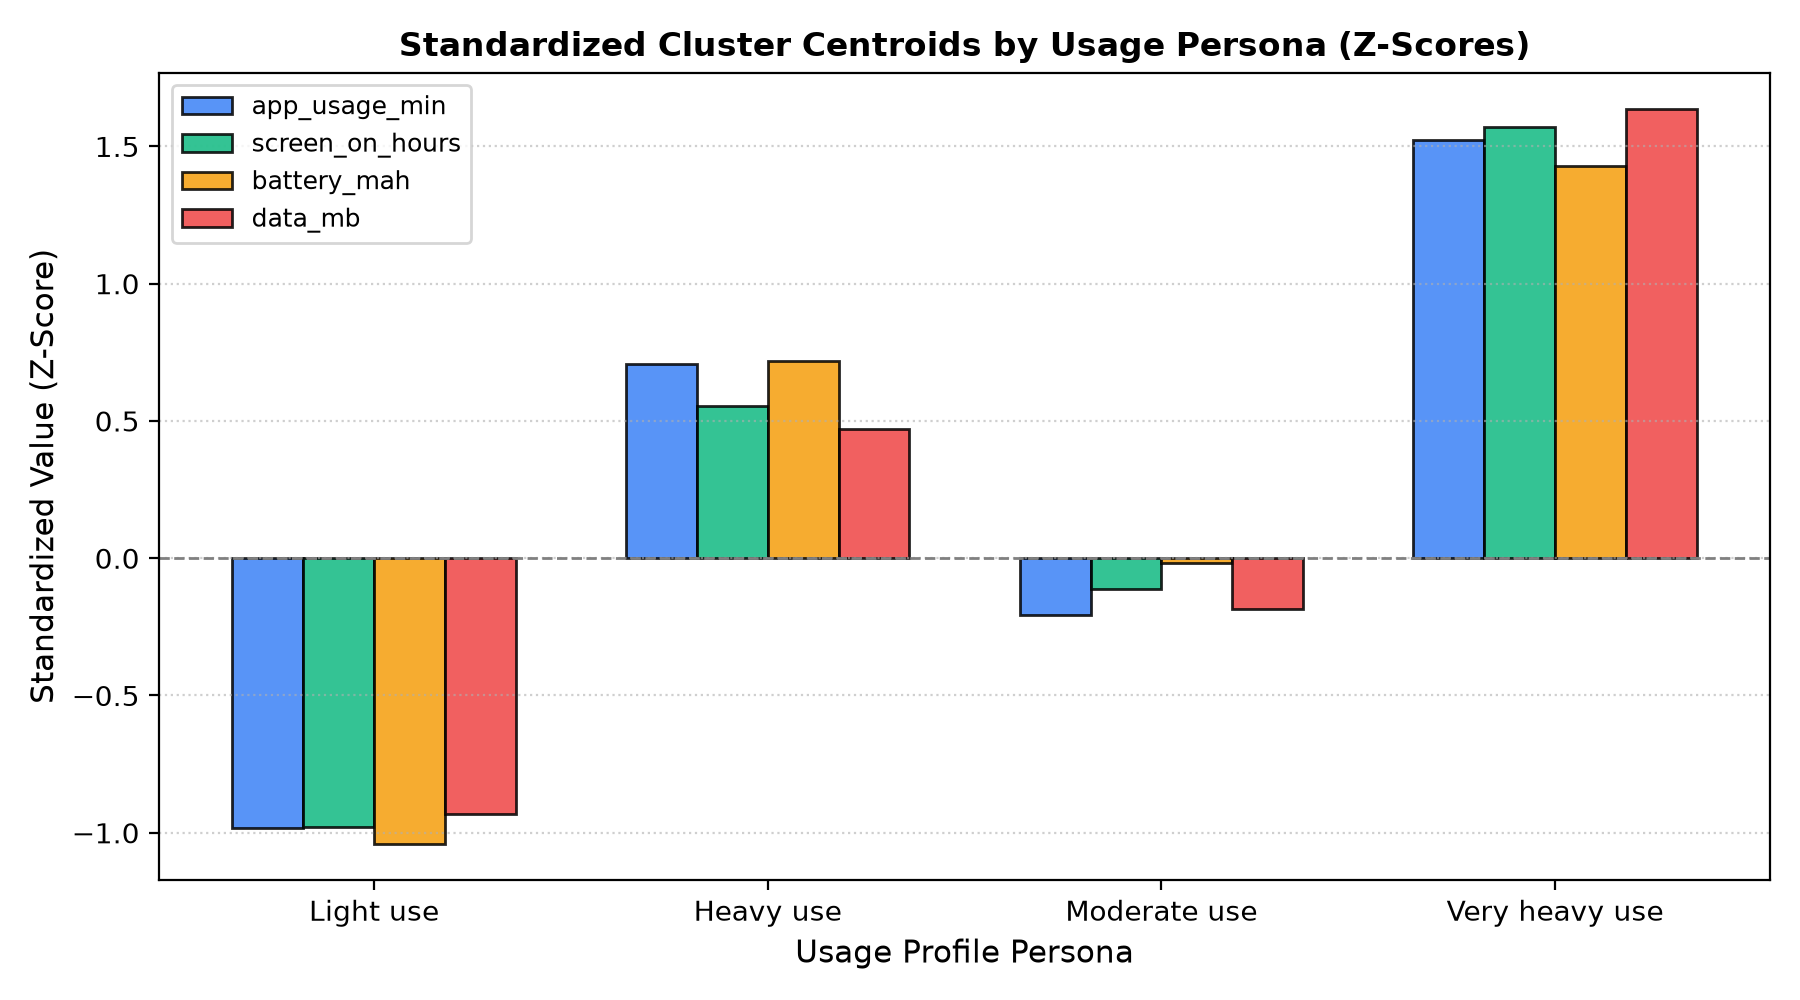 Standardized Cluster Centroids by Usage Persona (Z-Scores)
app_usage_min
screen_on_hours
battery_mah
data_mb
Standardized Value (Z-Score)
1.5
1.0
0.5
0.0
−0.5
−1.0
Light use
Heavy use
Moderate use
Very heavy use
Usage Profile Persona